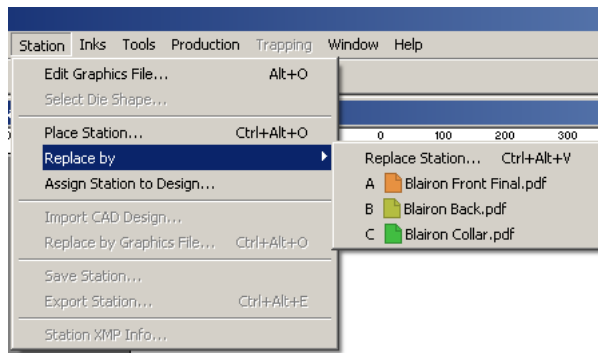 Station Inks Tools Production Trapping Window Help
Edit Graphics File... Alt+O
Select Die Shape...
Place Station... Ctrl+Alt+O
0 100 200 300
Replace by
Replace Station... Ctrl+Alt+V
Assign Station to Design...
A Blairon Front Final.pdf
B Blairon Back.pdf
Import CAD Design...
C Blairon Collar.pdf
Replace by Graphics File... Ctrl+Alt+O
Save Station...
Export Station... Ctrl+Alt+E
Station XMP Info...